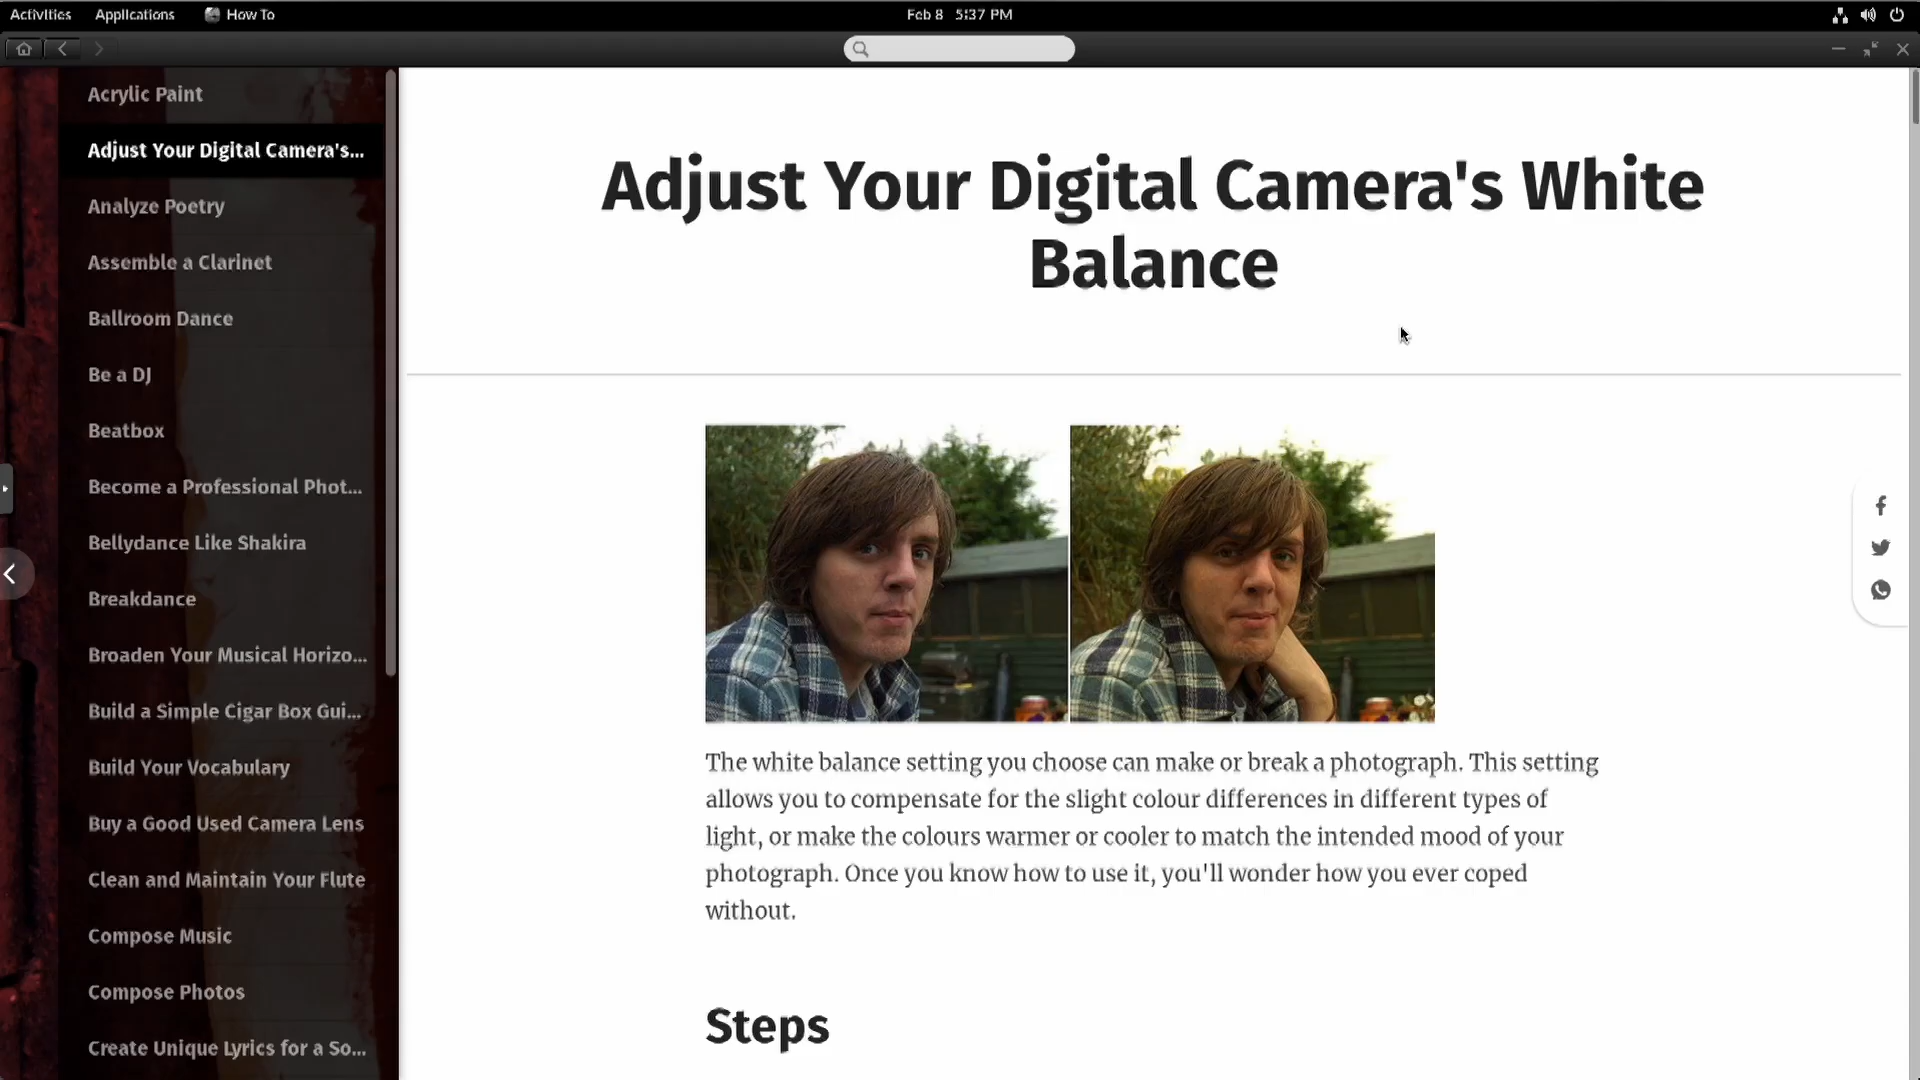 Activities Applications How To Feb 8 5:37 PM
Acrylic Paint
Adjust Your Digital Camera's...
Analyze Poetry
Assemble a Clarinet
Ballroom Dance
Be a DJ
Beatbox
Become a Professional Phot...
Bellydance Like Shakira
Breakdance
Broaden Your Musical Horizo...
Build a Simple Cigar Box Gui...
Build Your Vocabulary
Buy a Good Used Camera Lens
Clean and Maintain Your Flute
Compose Music
Compose Photos
Create Unique Lyrics for a So...
Adjust Your Digital Camera's White
Balance
The white balance setting you choose can make or break a photograph. This setting
allows you to compensate for the slight colour differences in different types of
light, or make the colours warmer or cooler to match the intended mood of your
photograph. Once you know how to use it, you'll wonder how you ever coped
without.
Steps